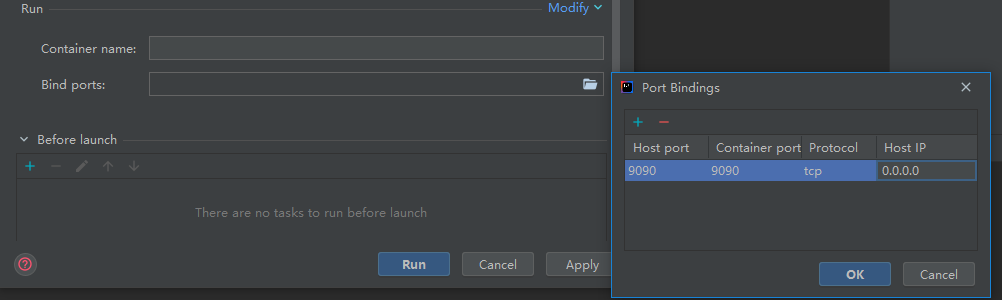 Run
Modify
Container name:
Bind ports:
Before launch
There are no tasks to run before launch
Run Cancel Apply
Port Bindings
Host port Container port Protocol Host IP
9090 9090 tcp 0.0.0.0
OK Cancel